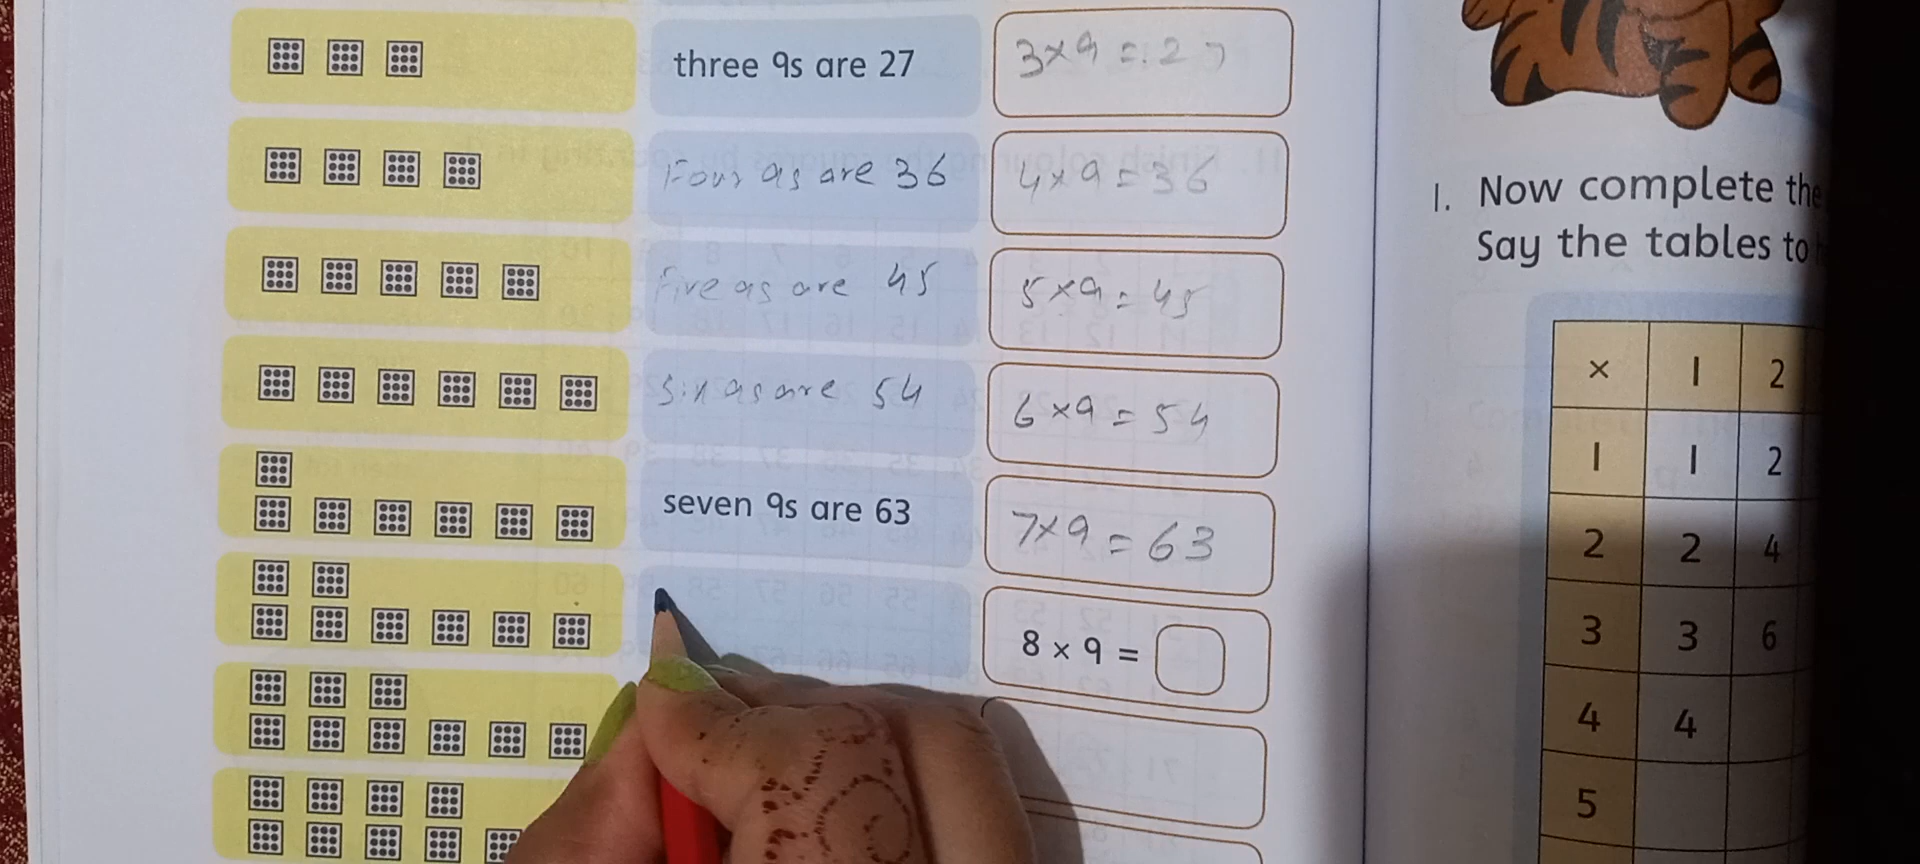 three 9s are 27
3×9 = 27
Four 9s are 36
4×9 = 36
Five 9s are 45
5×9 = 45
Six 9s are 54
6×9 = 54
seven 9s are 63
7×9 = 63
8 × 9 =
1. Now complete the
Say the tables to
× 1 2
1 1 2
2 2 4
3 3 6
4 4
5